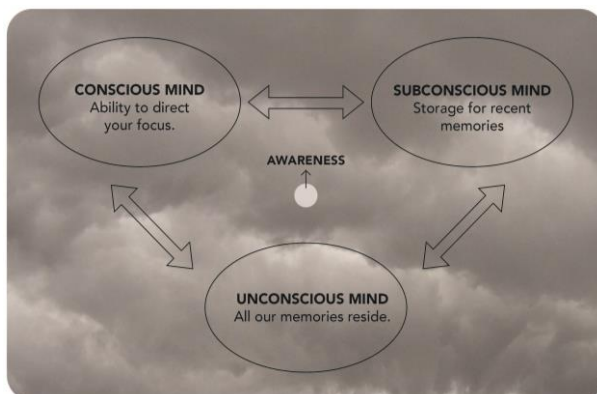 CONSCIOUS MIND
Ability to direct
your focus.
SUBCONSCIOUS MIND
Storage for recent
memories
AWARENESS
UNCONSCIOUS MIND
All our memories reside.